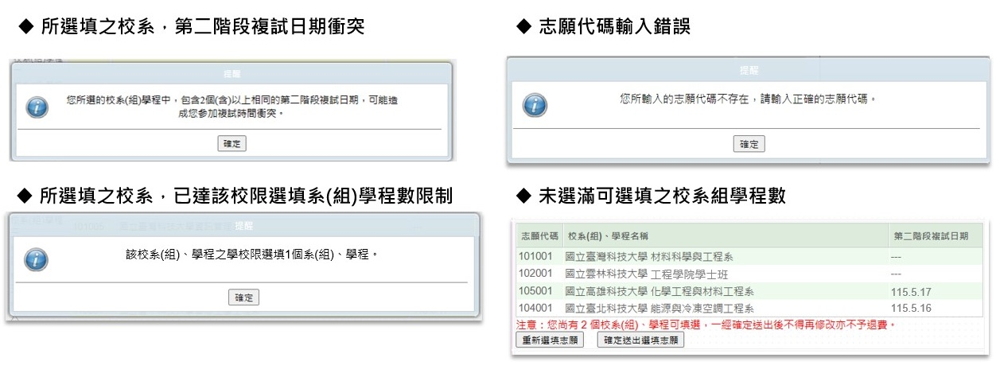 ◆ 所選填之校系，第二階段複試日期衝突
提醒
您所選的校系(組)學程中，包含2個(含)以上相同的第二階段複試日期，可能造
成您參加複試時間衝突。
確定
◆ 志願代碼輸入錯誤
提醒
您所輸入的志願代碼不存在，請輸入正確的志願代碼。
確定
◆ 所選填之校系，已達該校限選填系(組)學程數限制
提醒
該校系(組)、學程之學校限選填1個系(組)、學程。
確定
◆ 未選滿可選填之校系組學程數
志願代碼 校系(組)、學程名稱 第二階段複試日期
101001 國立臺灣科技大學 材料科學與工程系 ---
102001 國立雲林科技大學 工程學院學士班 ---
105001 國立高雄科技大學 化學工程與材料工程系 115.5.17
104001 國立臺北科技大學 能源與冷凍空調工程系 115.5.16
注意：您尚有 2 個校系(組)、學程可填選，一經確定送出後不得再修改亦不予退費。
重新選填志願 確定送出選填志願